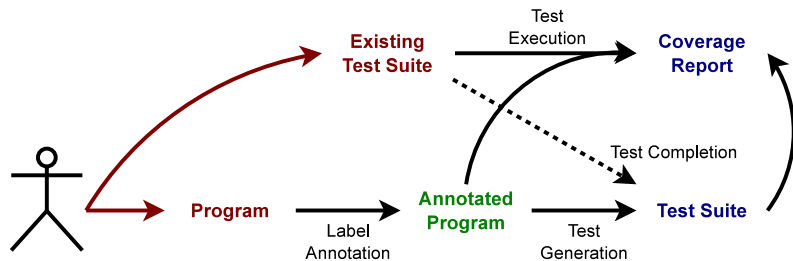 Existing
Test Suite
Test
Execution
Coverage
Report
Test Completion
Program
Label
Annotation
Annotated
Program
Test
Generation
Test Suite